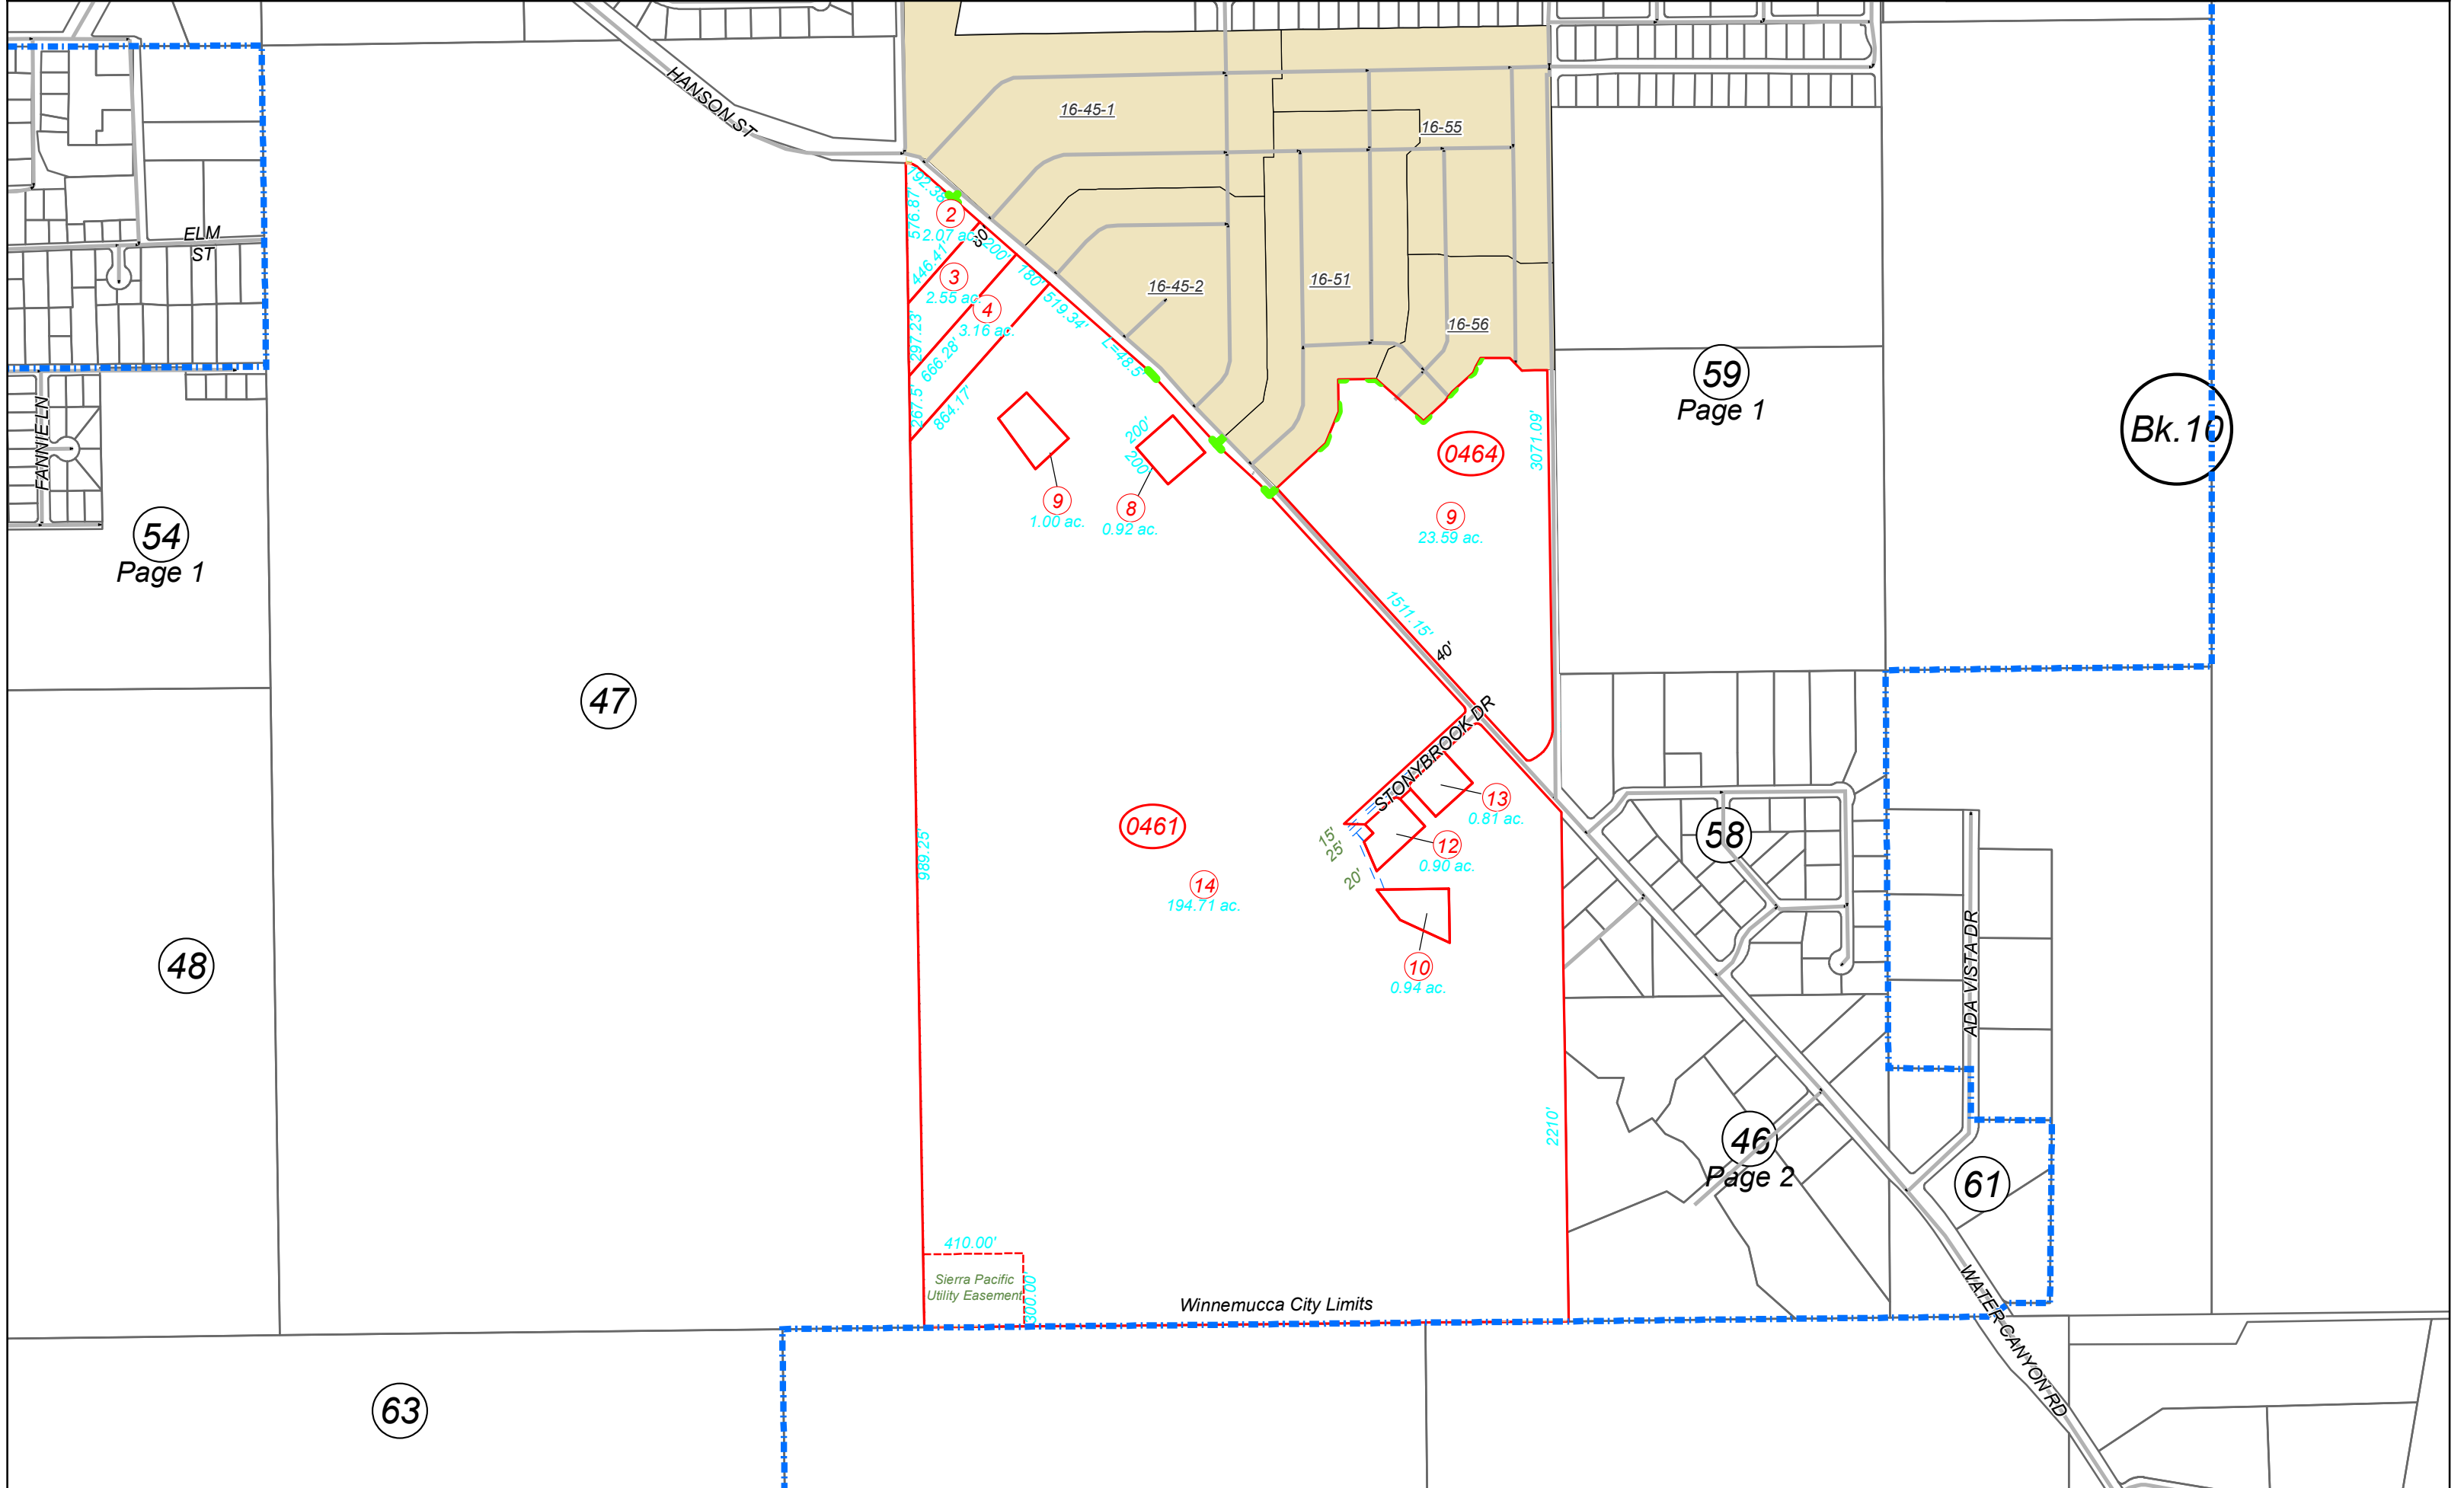 HANSON ST
16-45-1
16-55
192.38'
576.87'
2
2.07 ac.
60'
200'
ELM
ST
446.41'
3
2.55 ac.
180'
519.34'
16-45-2
16-51
4
3.16 ac.
297.23'
16-56
666.28'
L=48.5'
59
Page 1
267.5'
864.17'
FANNIE LN
200'
200'
3071.09'
Bk.10
0464
9
1.00 ac.
8
0.92 ac.
9
23.59 ac.
54
Page 1
1511.15'
40'
47
STONYBROOK DR
13
0.81 ac.
0461
15'
25'
20'
12
0.90 ac.
58
989.25'
14
194.71 ac.
10
0.94 ac.
48
ADA VISTA DR
2210'
46
Page 2
61
410.00'
Sierra Pacific
Utility Easement
300.00'
Winnemucca City Limits
WATER CANYON RD
63